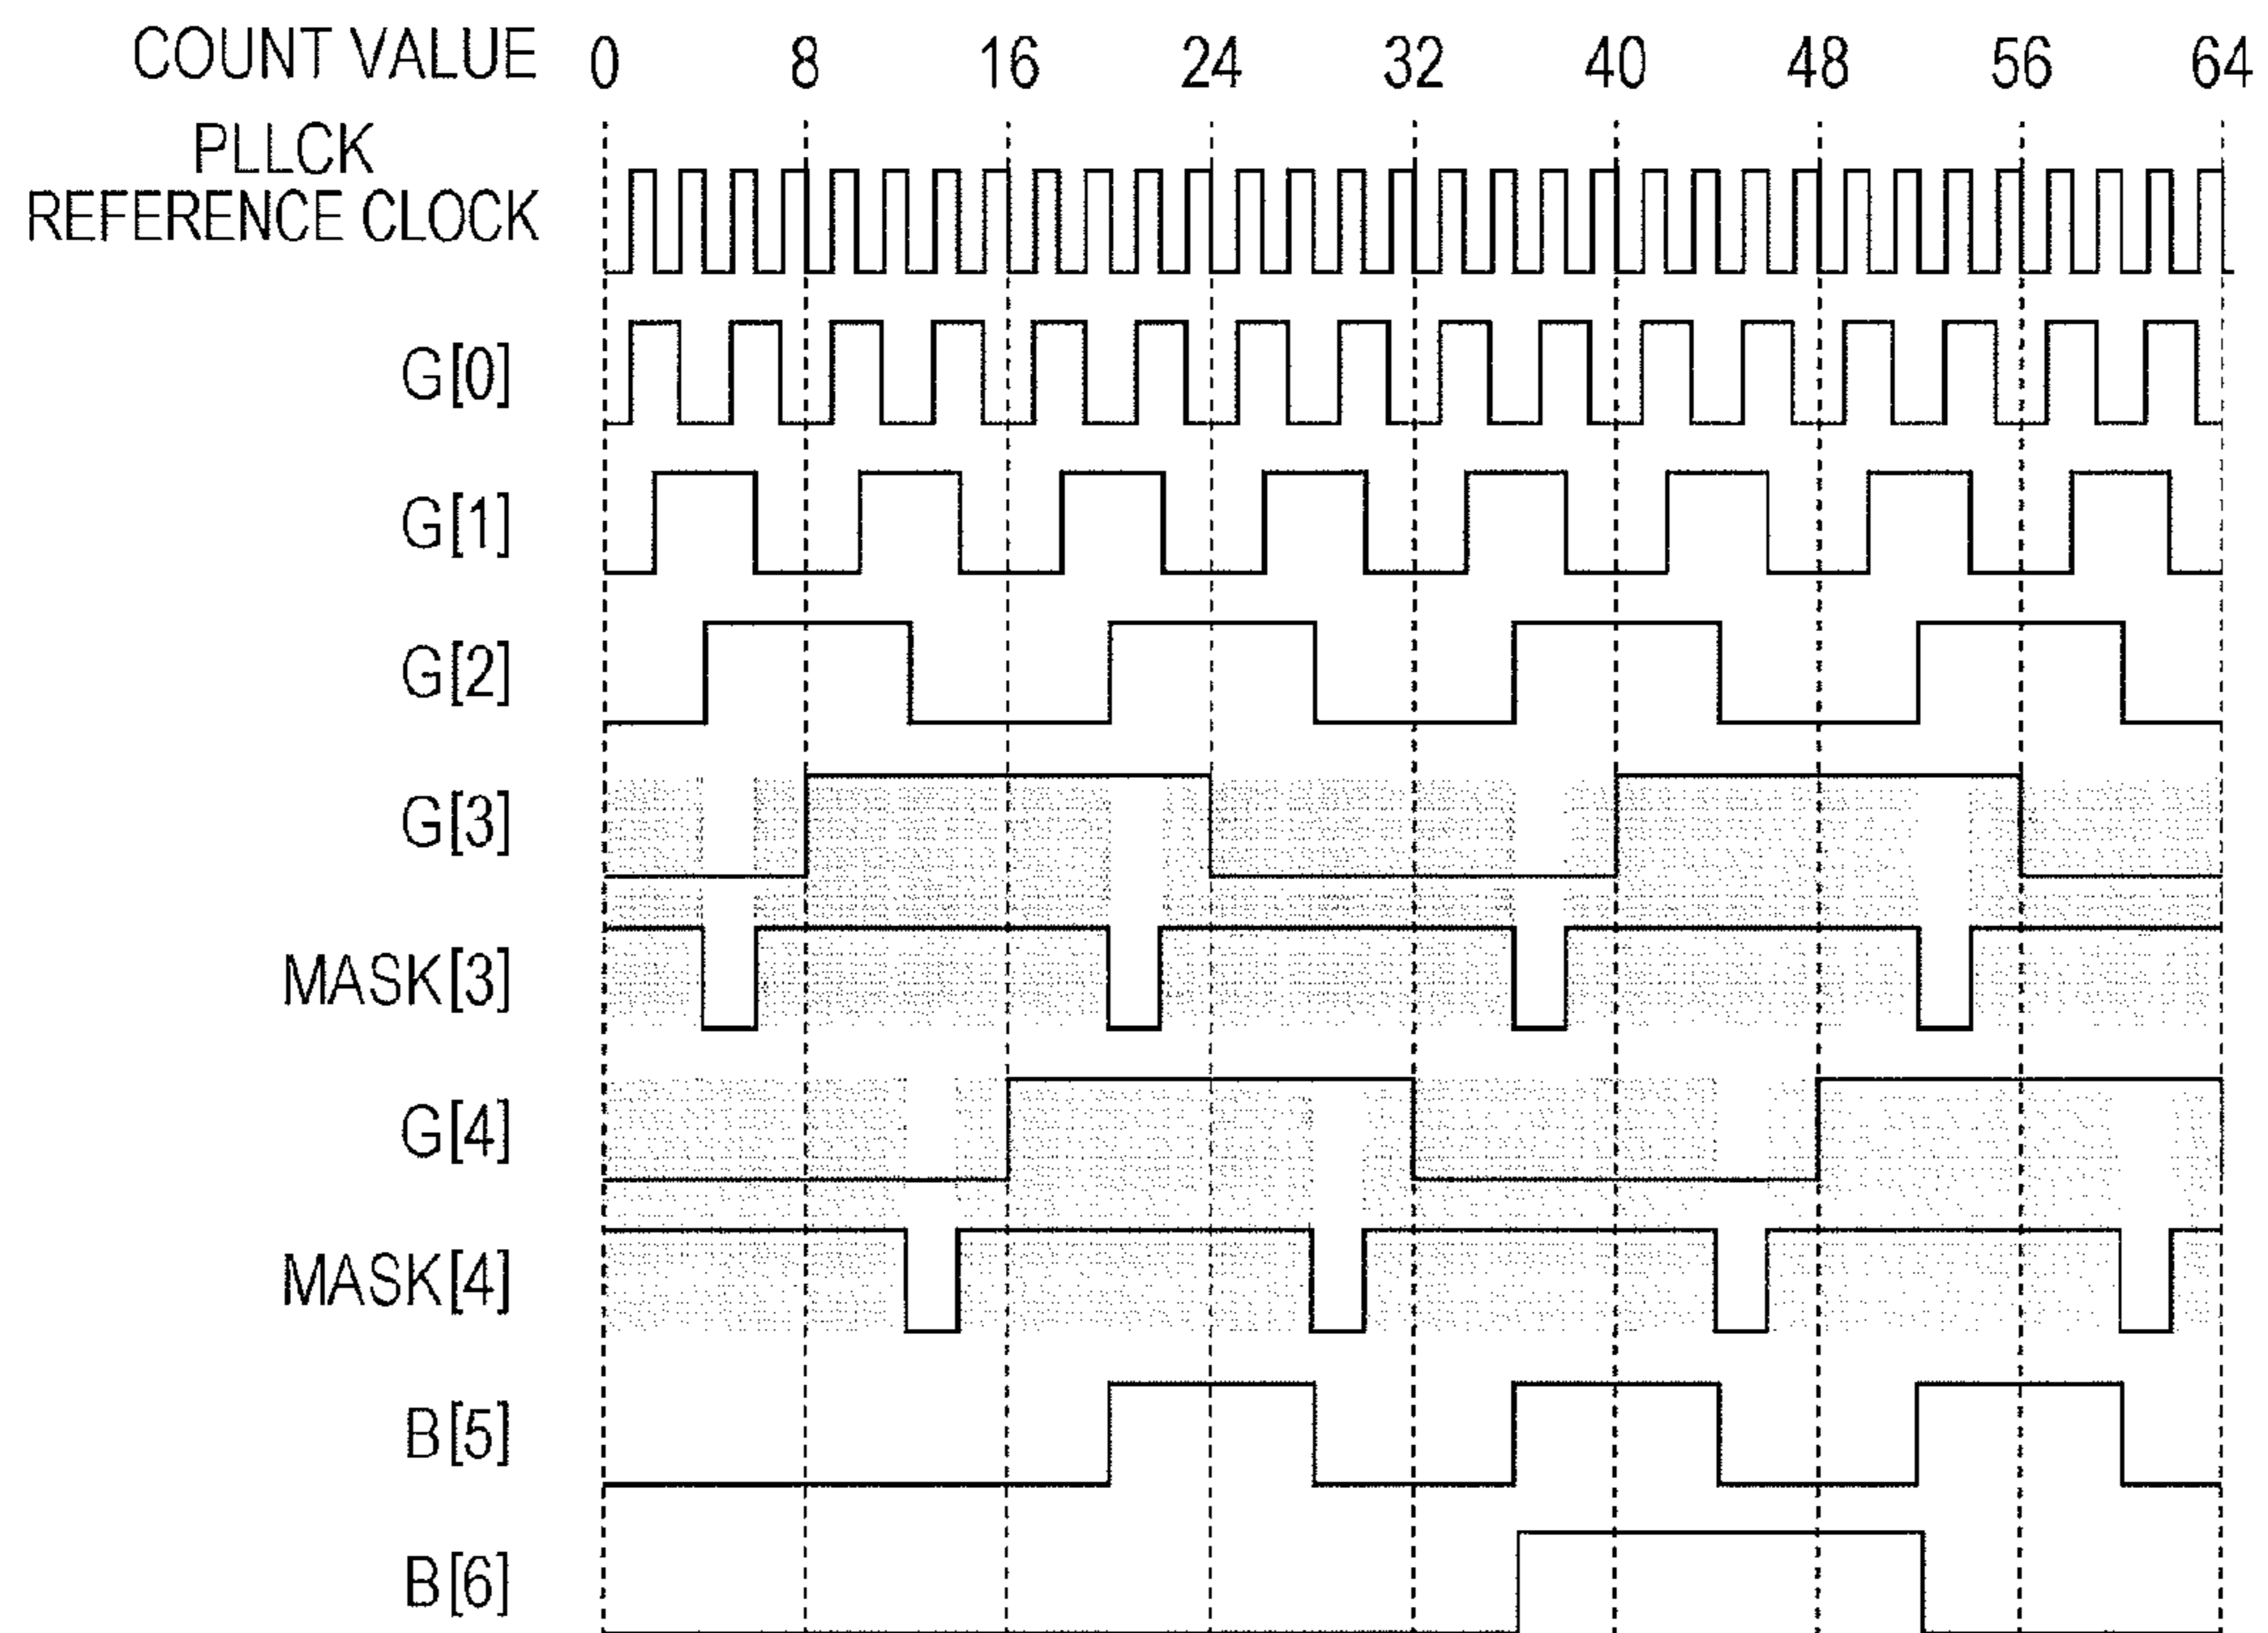 COUNT VALUE 0 8 16 24 32 40 48 56 64
PLLCK
REFERENCE CLOCK
G[0]
G[1]
G[2]
G[3]
MASK[3]
G[4]
MASK[4]
B[5]
B[6]